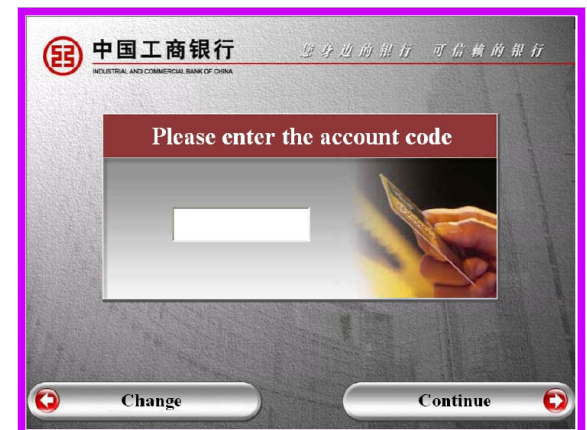 中国工商银行
INDUSTRIAL AND COMMERCIAL BANK OF CHINA
您身边的银行 可信赖的银行
Please enter the account code
Change
Continue